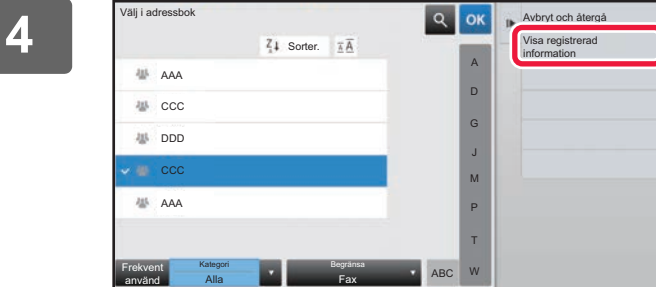 4
Välj i adressbok
OK
Sorter.
AAA
CCC
DDD
CCC
AAA
A
D
G
J
M
P
T
W
Frekvent
använd
Kategori
Alla
Begränsa
Fax
ABC
Avbryt och återgå
Visa registrerad
information